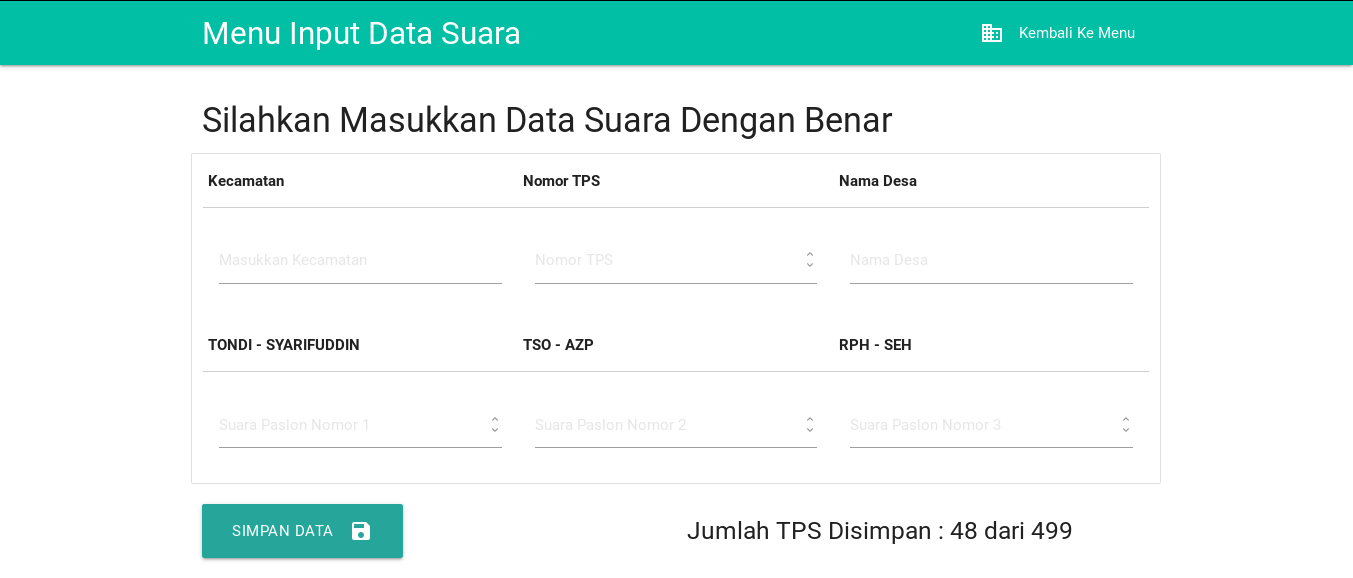 Menu Input Data Suara
Kembali Ke Menu
Silahkan Masukkan Data Suara Dengan Benar
Kecamatan Nomor TPS Nama Desa
Masukkan Kecamatan Nomor TPS Nama Desa
TONDI - SYARIFUDDIN TSO - AZP RPH - SEH
Suara Paslon Nomor 1 Suara Paslon Nomor 2 Suara Paslon Nomor 3
SIMPAN DATA
Jumlah TPS Disimpan : 48 dari 499